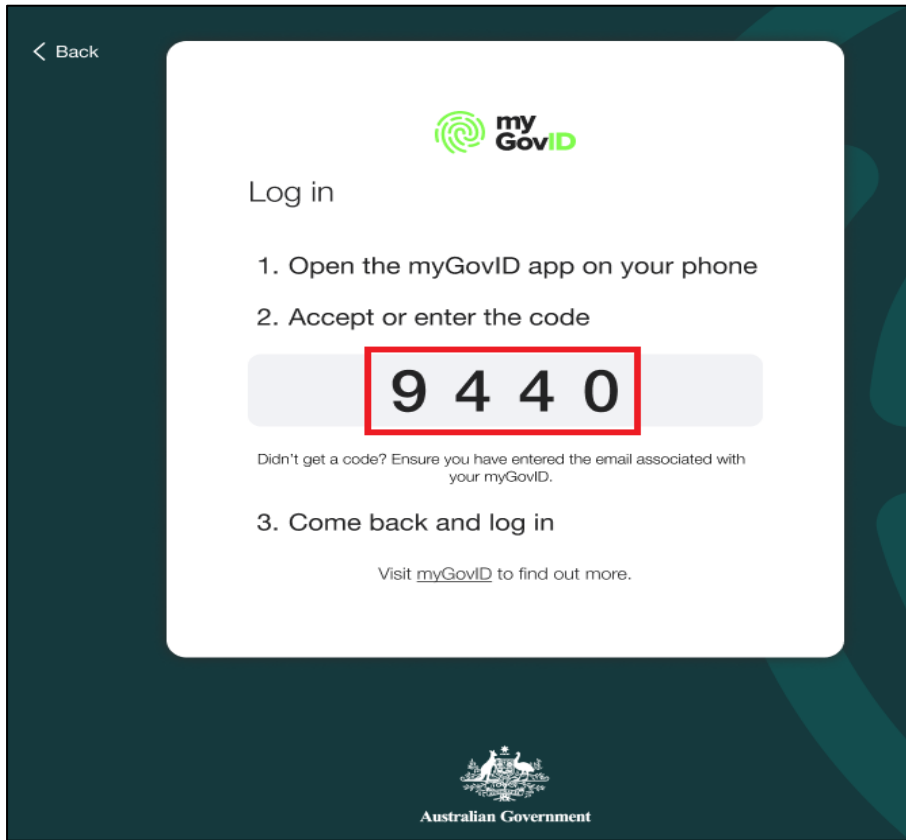 Back
my
GovID
Log in
1. Open the myGovID app on your phone
2. Accept or enter the code
9 4 4 0
Didn't get a code? Ensure you have entered the email associated with
your myGovID.
3. Come back and log in
Visit myGovID to find out more.
Australian Government